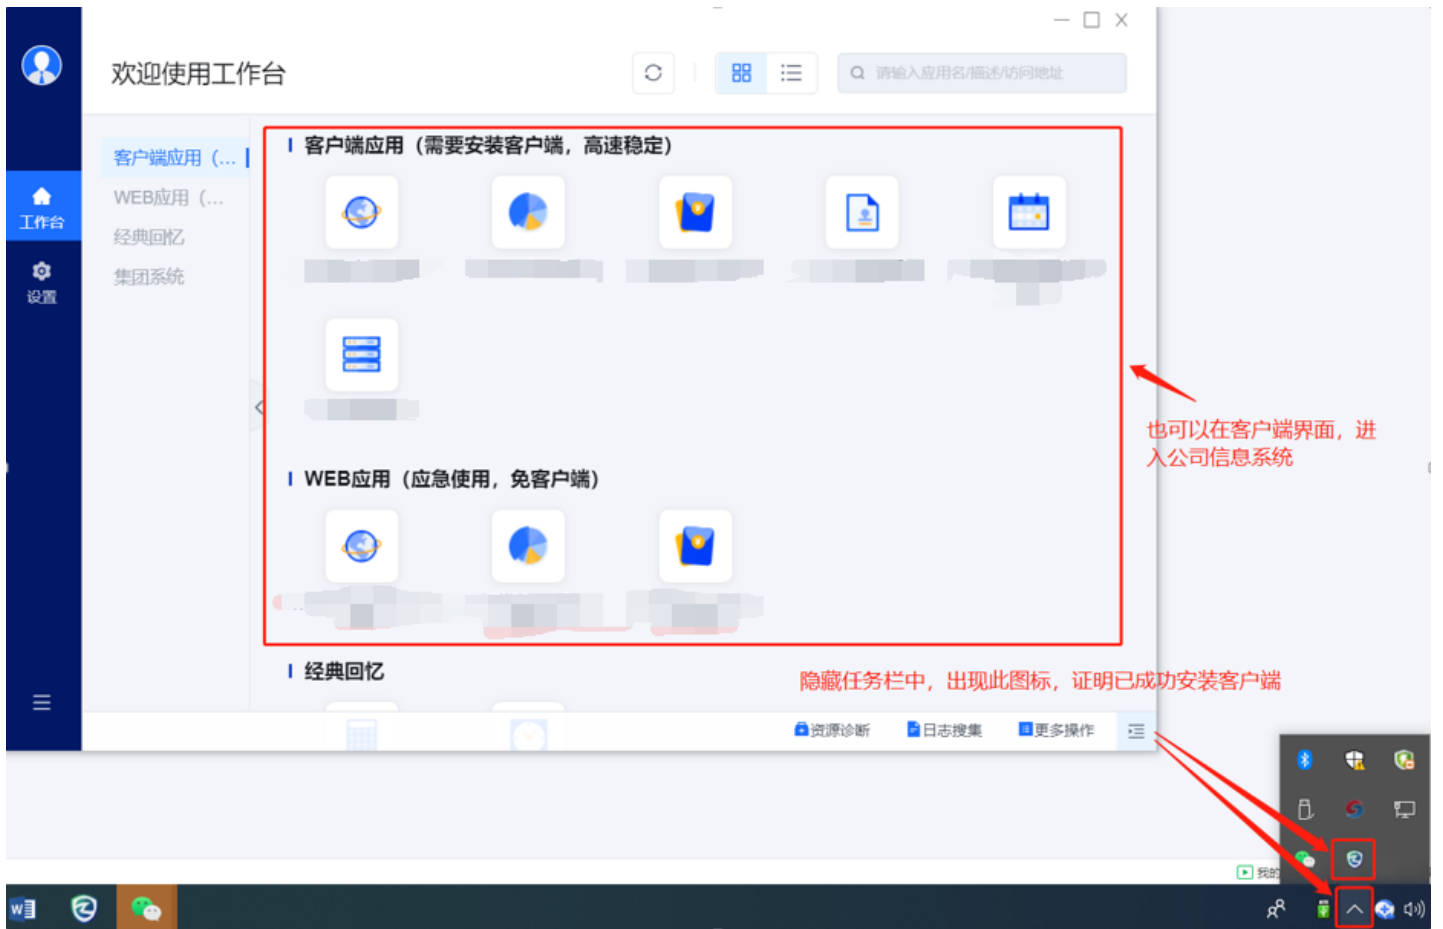 欢迎使用工作台
请输入应用名/描述/访问地址
客户端应用（...
WEB应用（...
经典回忆
集团系统
工作台
设置
客户端应用（需要安装客户端，高速稳定）
WEB应用（应急使用，免客户端）
经典回忆
也可以在客户端界面，进
入公司信息系统
隐藏任务栏中，出现此图标，证明已成功安装客户端
资源诊断
日志搜集
更多操作
我的